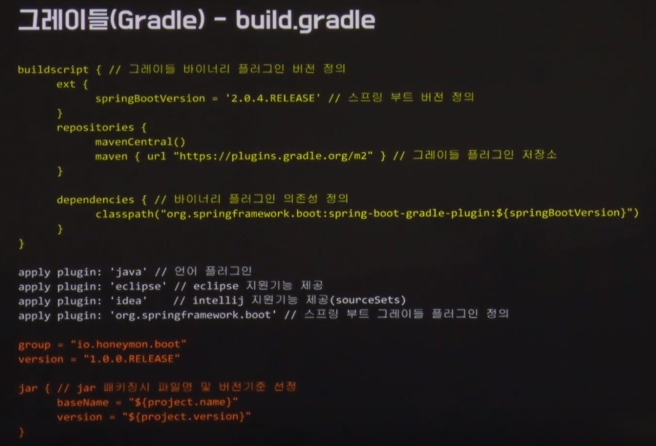 그레이들(Gradle) - build.gradle
buildscript { // 그레이들 바이너리 플러그인 버전 정의
ext {
springBootVersion = '2.0.4.RELEASE' // 스프링 부트 버전 정의
}
repositories {
mavenCentral()
maven { url "https://plugins.gradle.org/m2" } // 그레이들 플러그인 저장소
}
dependencies { // 바이너리 플러그인 의존성 정의
classpath("org.springframework.boot:spring-boot-gradle-plugin:${springBootVersion}")
}
}
apply plugin: 'java' // 언어 플러그인
apply plugin: 'eclipse' // eclipse 지원기능 제공
apply plugin: 'idea' // intellij 지원기능 제공(sourceSets)
apply plugin: 'org.springframework.boot' // 스프링 부트 그레이들 플러그인 정의
group = "io.honeymon.boot"
version = "1.0.0.RELEASE"
jar { // jar 패키징시 파일명 및 버전기준 선정
baseName = "${project.name}"
version = "${project.version}"
}